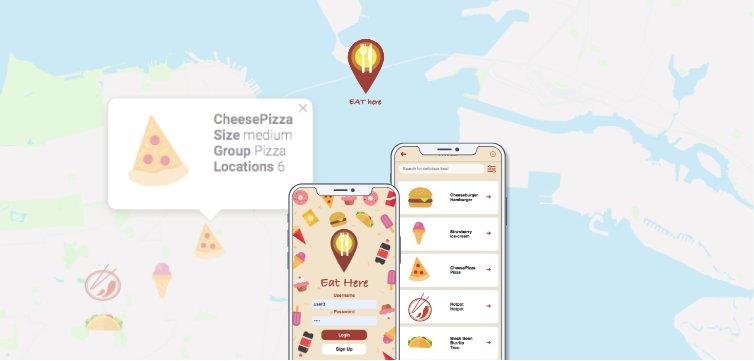 EAT here
CheesePizza
Size medium
Group Pizza
Locations 6
Eat Here
Username
user0
Password
Login
Sign Up
Search for delicious food
Cheeseburger
Hamburger
Strawberry
Ice-cream
CheesePizza
Pizza
Hotpot
Hotpot
Black Bean
Burrito
Taco